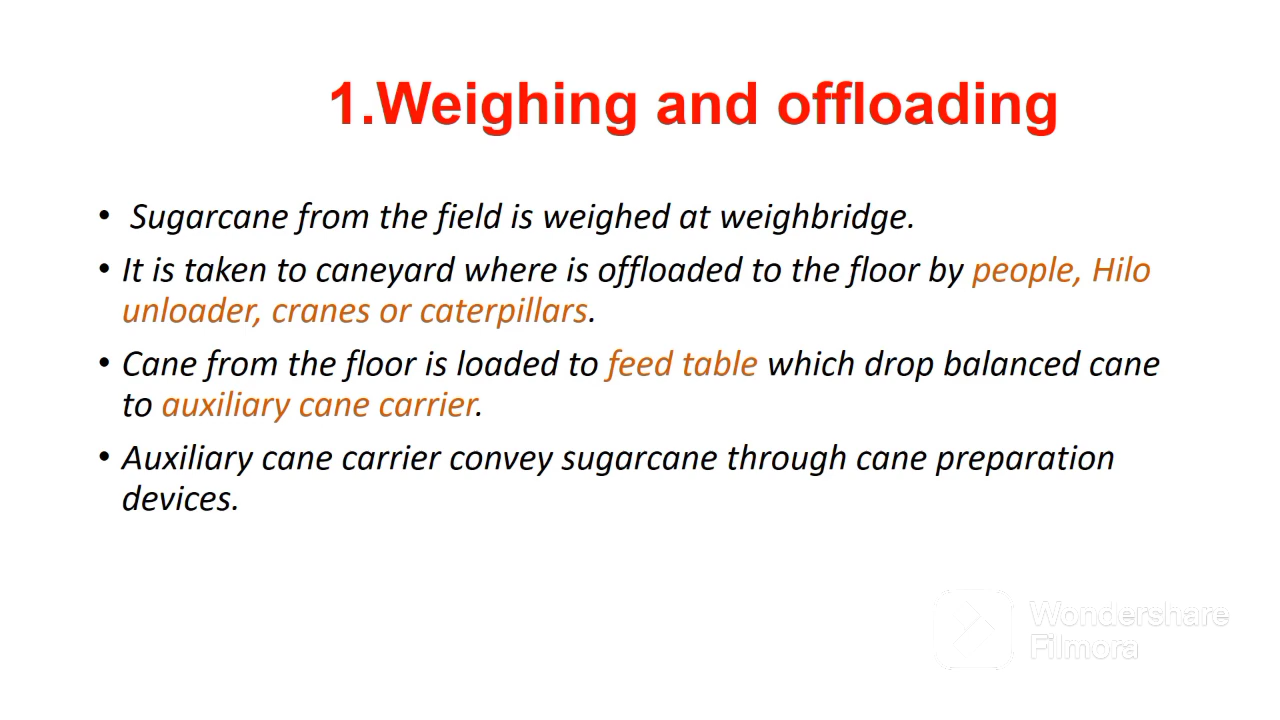 1.Weighing and offloading
• Sugarcane from the field is weighed at weighbridge.
• It is taken to caneyard where is offloaded to the floor by people, Hilo
unloader, cranes or caterpillars.
• Cane from the floor is loaded to feed table which drop balanced cane
to auxiliary cane carrier.
• Auxiliary cane carrier convey sugarcane through cane preparation
devices.
Wondershare
Filmora